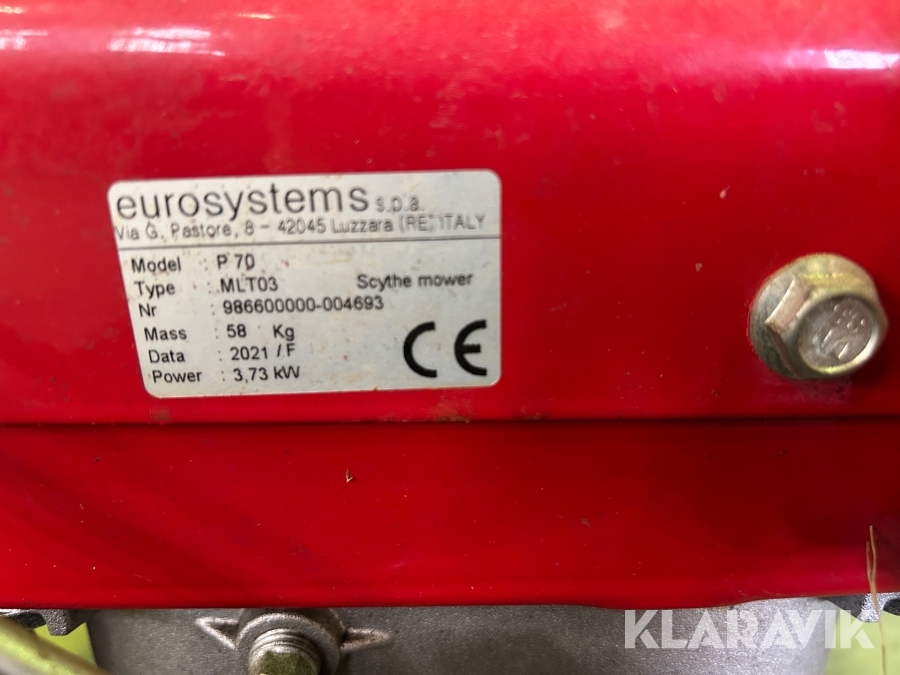 eurosystems s.p.a.
Via G. Pastore, 8 - 42045 Luzzara (RE) ITALY
Model : P 70
Type : MLT03 Scythe mower
Nr : 986600000-004693
Mass : 58 Kg
Data : 2021 / F
Power : 3,73 kW
CE
KLARAVIK